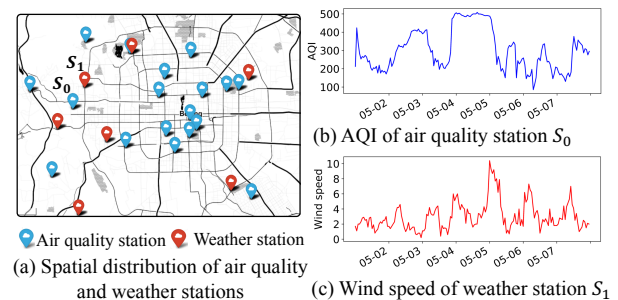 S₁
S₀
Air quality station
Weather station
(a) Spatial distribution of air quality
and weather stations
AQI
500
400
300
200
100
05-02
05-03
05-04
05-05
05-06
05-07
(b) AQI of air quality station S₀
Wind speed
10
8
6
4
2
0
05-02
05-03
05-04
05-05
05-06
05-07
(c) Wind speed of weather station S₁